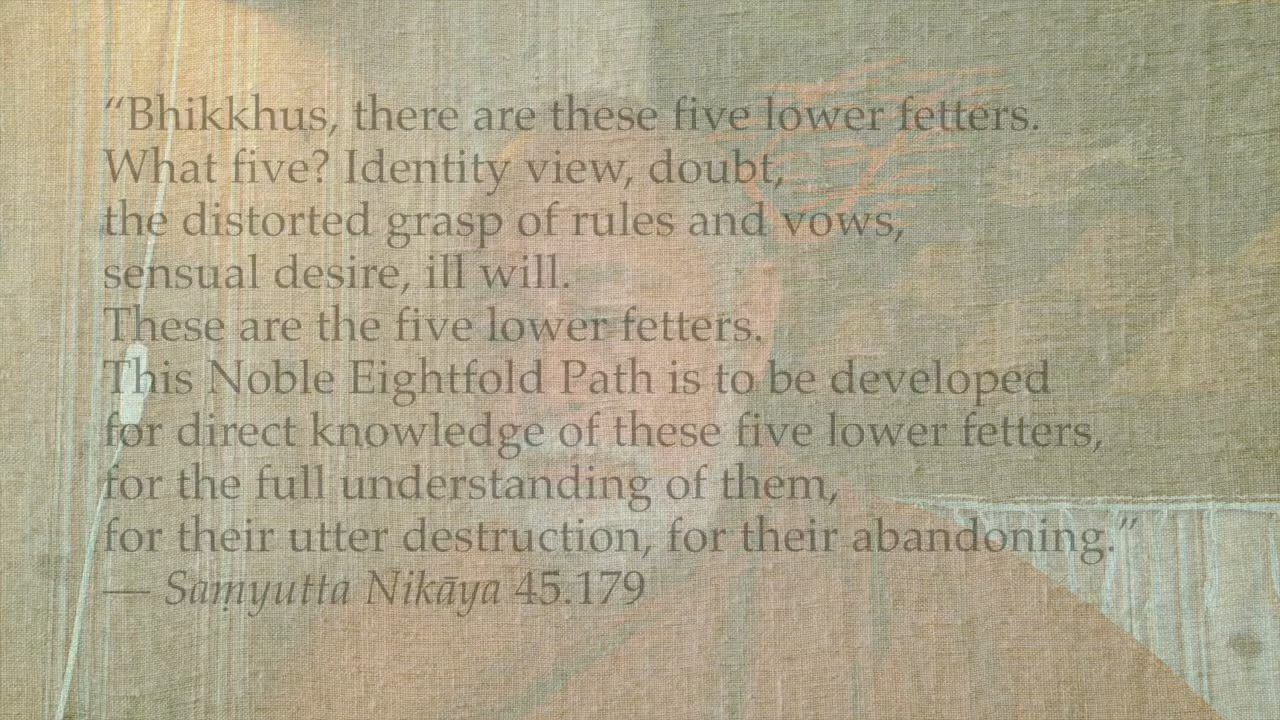 “Bhikkhus, there are these five lower fetters.
What five? Identity view, doubt,
the distorted grasp of rules and vows,
sensual desire, ill will.
These are the five lower fetters.
This Noble Eightfold Path is to be developed
for direct knowledge of these five lower fetters,
for the full understanding of them,
for their utter destruction, for their abandoning.”
— Saṃyutta Nikāya 45.179